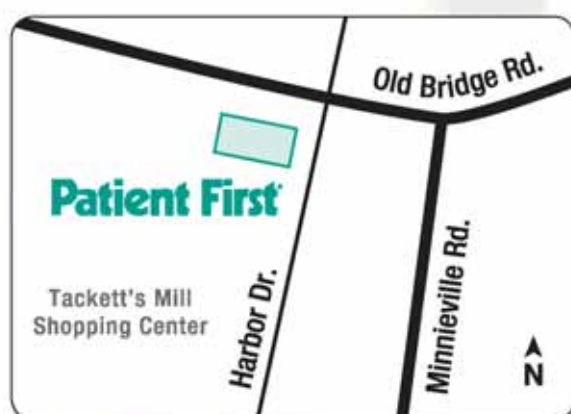 Old Bridge Rd.
Patient First
Tackett's Mill
Shopping Center
Harbor Dr.
Minnieville Rd.
N